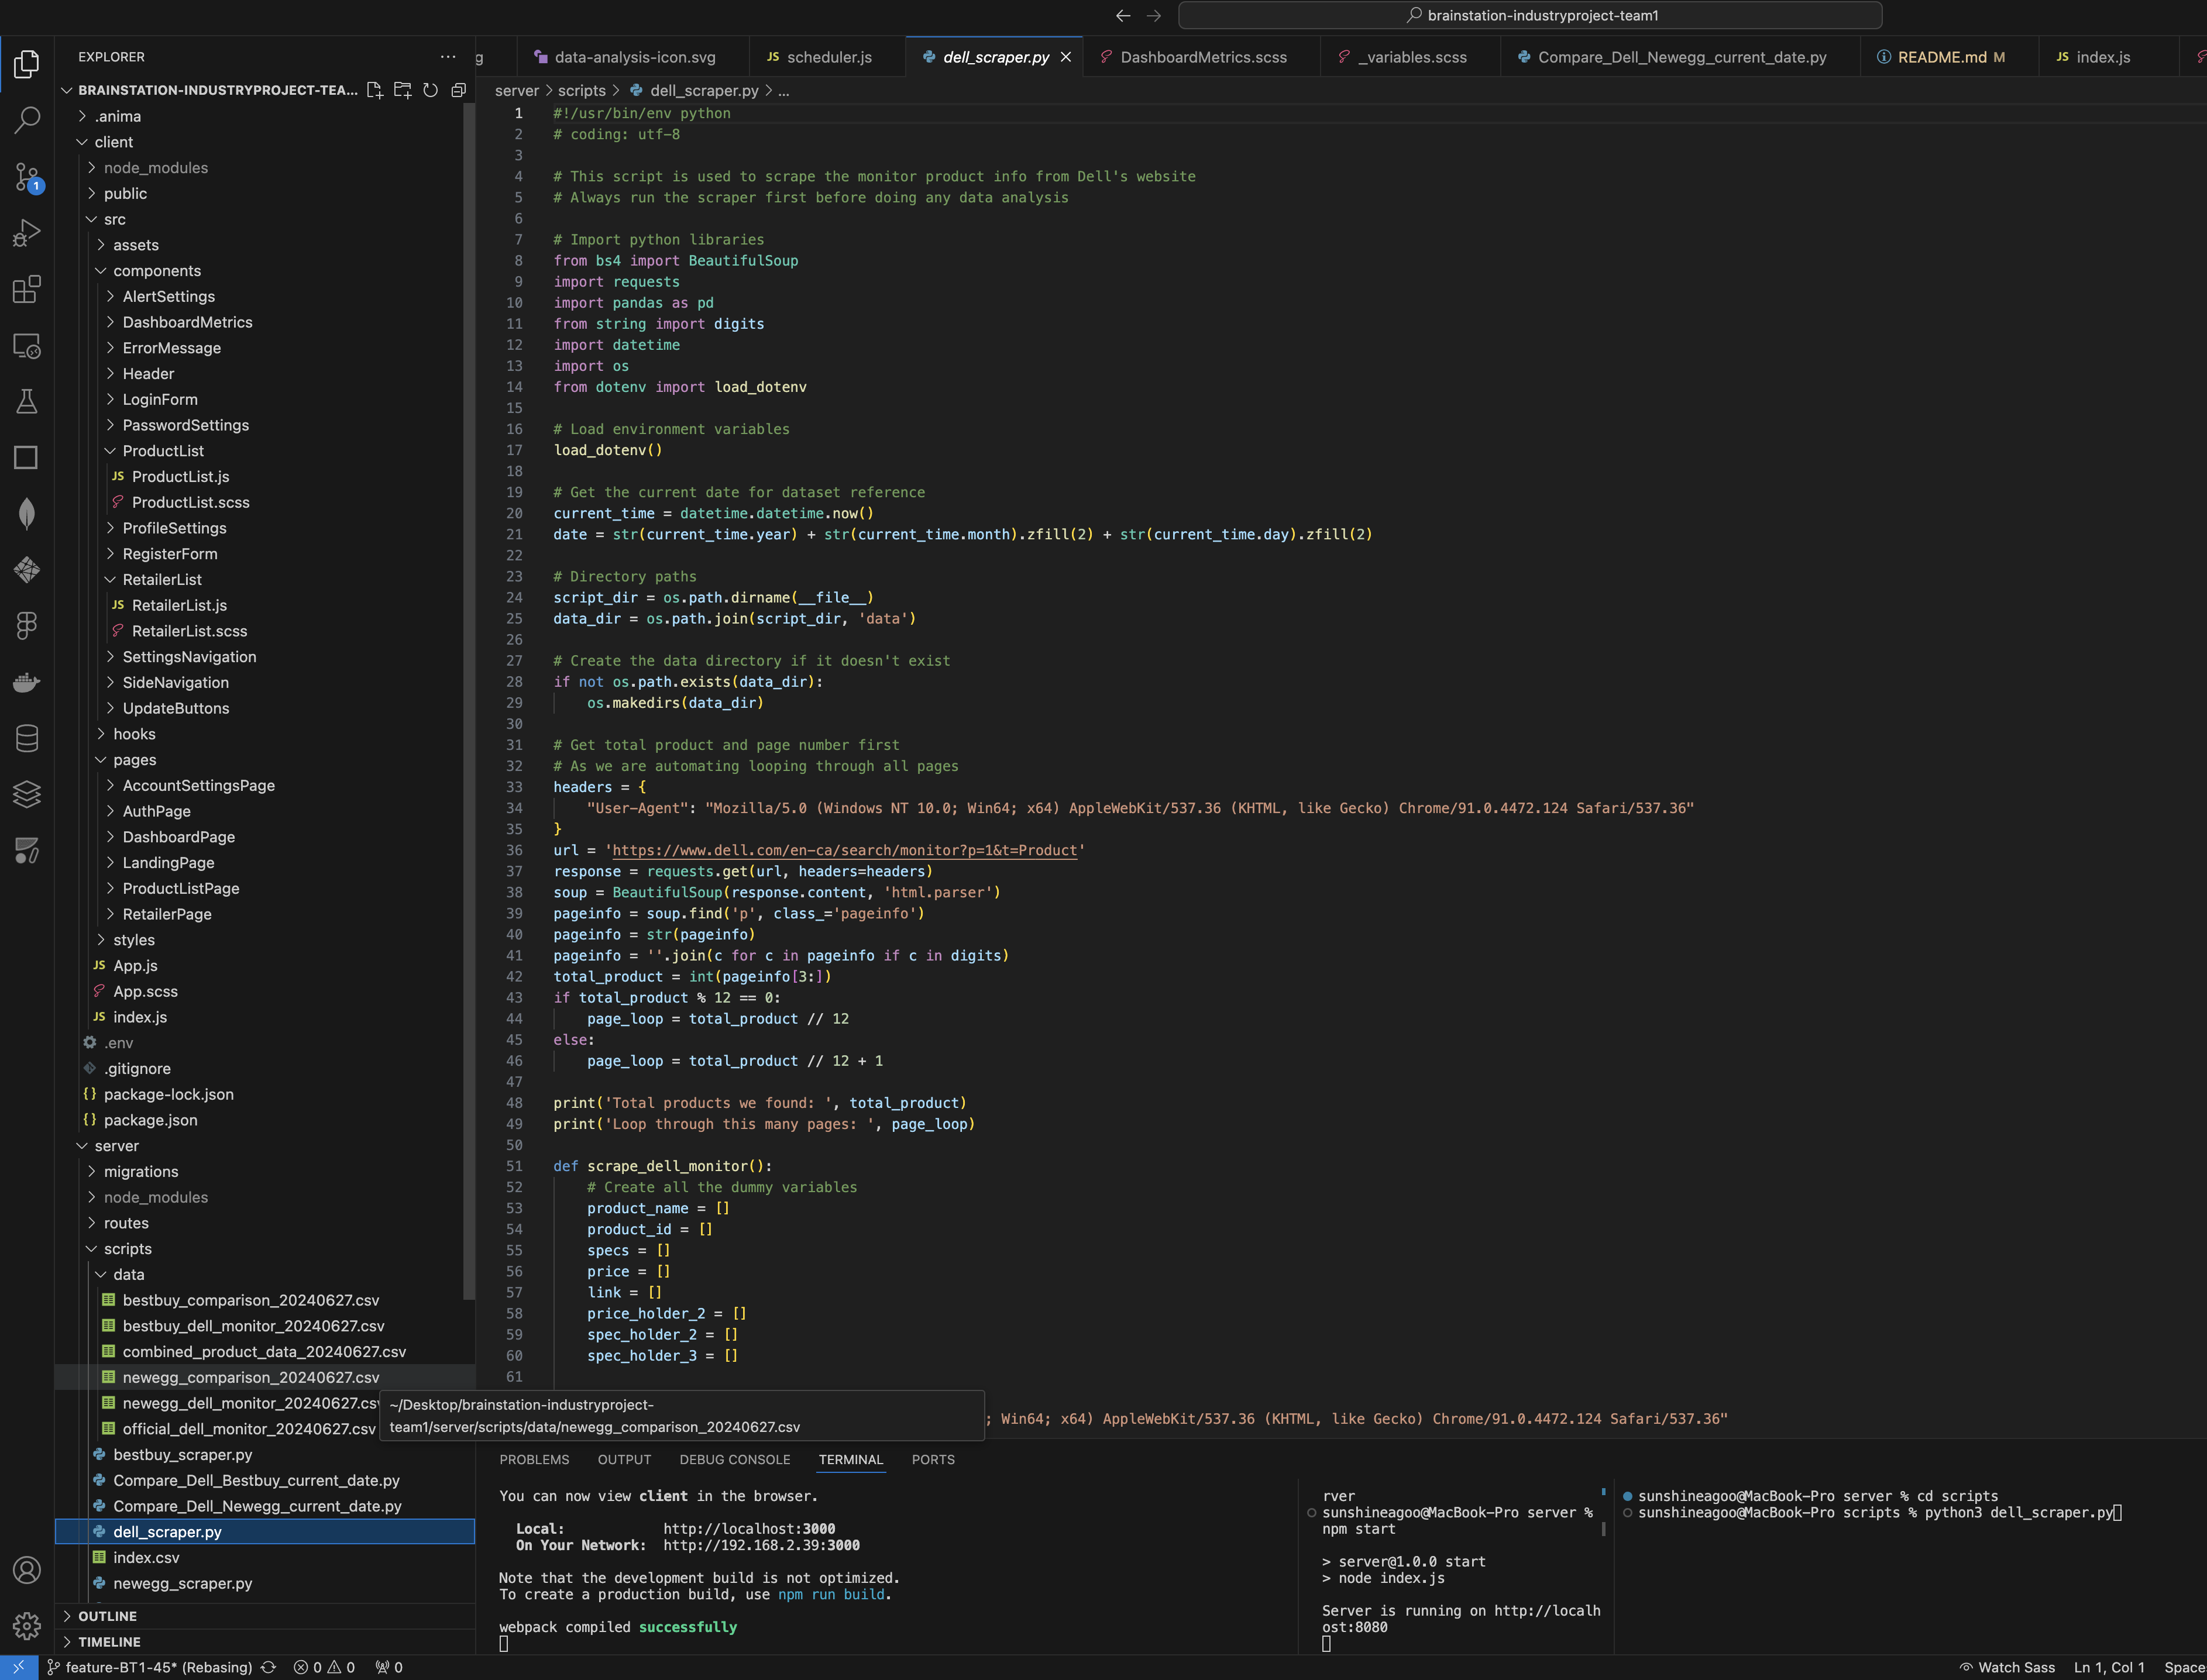 brainstation-industryproject-team1
EXPLORER
BRAINSTATION-INDUSTRYPROJECT-TEA...
.anima
client
node_modules
public
src
assets
components
AlertSettings
DashboardMetrics
ErrorMessage
Header
LoginForm
PasswordSettings
ProductList
JS ProductList.js
ProductList.scss
ProfileSettings
RegisterForm
RetailerList
JS RetailerList.js
RetailerList.scss
SettingsNavigation
SideNavigation
UpdateButtons
hooks
pages
AccountSettingsPage
AuthPage
DashboardPage
LandingPage
ProductListPage
RetailerPage
styles
JS App.js
App.scss
JS index.js
.env
.gitignore
{} package-lock.json
{} package.json
server
migrations
node_modules
routes
scripts
data
bestbuy_comparison_20240627.csv
bestbuy_dell_monitor_20240627.csv
combined_product_data_20240627.csv
newegg_comparison_20240627.csv
newegg_dell_monitor_20240627.csv
official_dell_monitor_20240627.csv
bestbuy_scraper.py
Compare_Dell_Bestbuy_current_date.py
Compare_Dell_Newegg_current_date.py
dell_scraper.py
index.csv
newegg_scraper.py
OUTLINE
TIMELINE
1
g
data-analysis-icon.svg
JS scheduler.js
dell_scraper.py
DashboardMetrics.scss
_variables.scss
Compare_Dell_Newegg_current_date.py
README.md M
JS index.js
server > scripts > dell_scraper.py > ...
1 #!/usr/bin/env python
2 # coding: utf-8
3
4 # This script is used to scrape the monitor product info from Dell's website
5 # Always run the scraper first before doing any data analysis
6
7 # Import python libraries
8 from bs4 import BeautifulSoup
9 import requests
10 import pandas as pd
11 from string import digits
12 import datetime
13 import os
14 from dotenv import load_dotenv
15
16 # Load environment variables
17 load_dotenv()
18
19 # Get the current date for dataset reference
20 current_time = datetime.datetime.now()
21 date = str(current_time.year) + str(current_time.month).zfill(2) + str(current_time.day).zfill(2)
22
23 # Directory paths
24 script_dir = os.path.dirname(__file__)
25 data_dir = os.path.join(script_dir, 'data')
26
27 # Create the data directory if it doesn't exist
28 if not os.path.exists(data_dir):
29     os.makedirs(data_dir)
30
31 # Get total product and page number first
32 # As we are automating looping through all pages
33 headers = {
34     "User-Agent": "Mozilla/5.0 (Windows NT 10.0; Win64; x64) AppleWebKit/537.36 (KHTML, like Gecko) Chrome/91.0.4472.124 Safari/537.36"
35 }
36 url = 'https://www.dell.com/en-ca/search/monitor?p=1&t=Product'
37 response = requests.get(url, headers=headers)
38 soup = BeautifulSoup(response.content, 'html.parser')
39 pageinfo = soup.find('p', class_='pageinfo')
40 pageinfo = str(pageinfo)
41 pageinfo = ''.join(c for c in pageinfo if c in digits)
42 total_product = int(pageinfo[3:])
43 if total_product % 12 == 0:
44     page_loop = total_product // 12
45 else:
46     page_loop = total_product // 12 + 1
47
48 print('Total products we found: ', total_product)
49 print('Loop through this many pages: ', page_loop)
50
51 def scrape_dell_monitor():
52     # Create all the dummy variables
53     product_name = []
54     product_id = []
55     specs = []
56     price = []
57     link = []
58     price_holder_2 = []
59     spec_holder_2 = []
60     spec_holder_3 = []
61
~/Desktop/brainstation-industryproject-
team1/server/scripts/data/newegg_comparison_20240627.csv
; Win64; x64) AppleWebKit/537.36 (KHTML, like Gecko) Chrome/91.0.4472.124 Safari/537.36"
PROBLEMS OUTPUT DEBUG CONSOLE TERMINAL PORTS
You can now view client in the browser.
Local: http://localhost:3000
On Your Network: http://192.168.2.39:3000
Note that the development build is not optimized.
To create a production build, use npm run build.
webpack compiled successfully
rver
sunshineagoo@MacBook-Pro server %
npm start
> server@1.0.0 start
> node index.js
Server is running on http://localh
ost:8080
sunshineagoo@MacBook-Pro server % cd scripts
sunshineagoo@MacBook-Pro scripts % python3 dell_scraper.py
feature-BT1-45* (Rebasing) 0 0 0
Watch Sass Ln 1, Col 1 Space